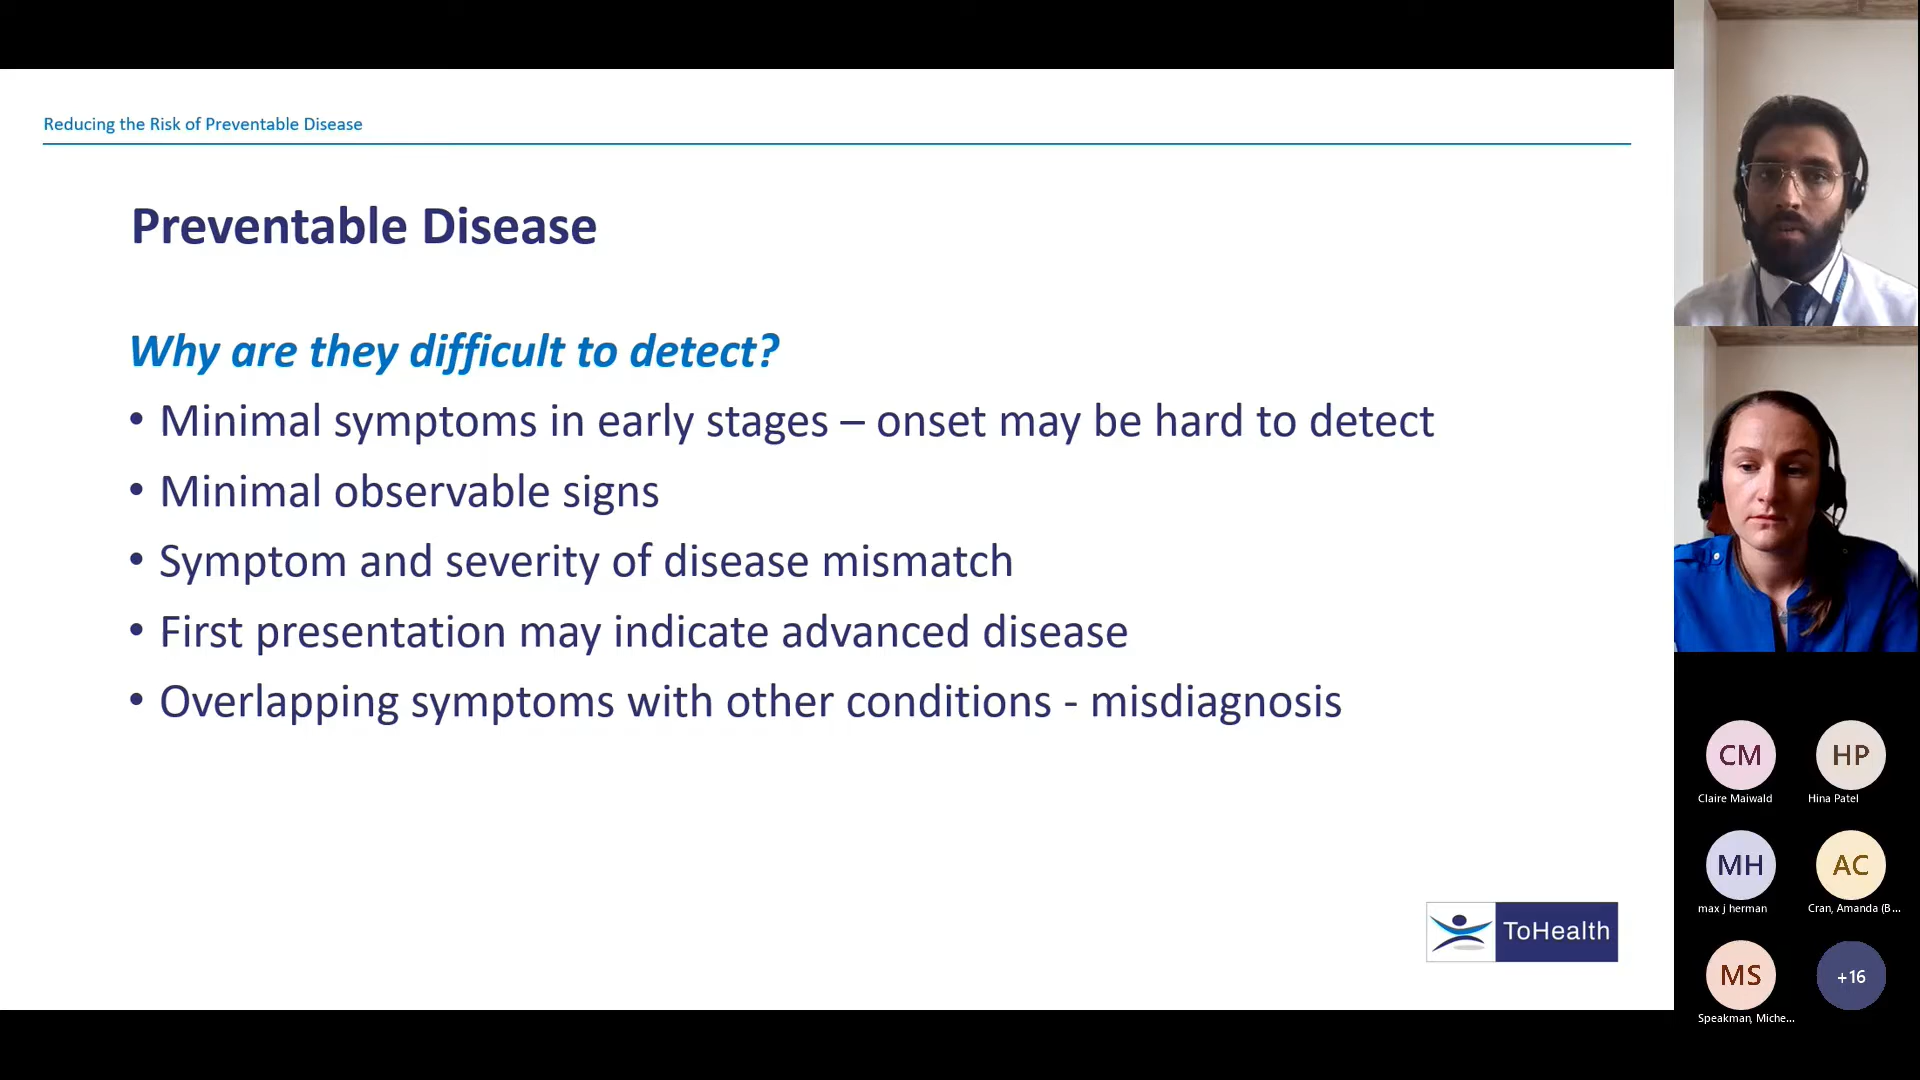 Reducing the Risk of Preventable Disease
Preventable Disease
Why are they difficult to detect?
• Minimal symptoms in early stages – onset may be hard to detect
• Minimal observable signs
• Symptom and severity of disease mismatch
• First presentation may indicate advanced disease
• Overlapping symptoms with other conditions - misdiagnosis
ToHealth
CM
Claire Maiwald
HP
Hina Patel
MH
max j herman
AC
Cran, Amanda (B...
MS
Speakman, Miche...
+16